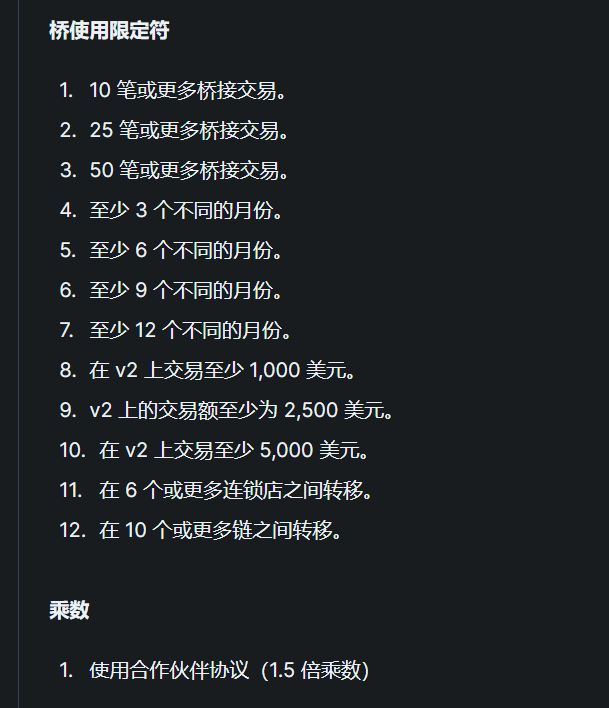 桥使用限定符
1. 10 笔或更多桥接交易。
2. 25 笔或更多桥接交易。
3. 50 笔或更多桥接交易。
4. 至少 3 个不同的月份。
5. 至少 6 个不同的月份。
6. 至少 9 个不同的月份。
7. 至少 12 个不同的月份。
8. 在 v2 上交易至少 1,000 美元。
9. v2 上的交易额至少为 2,500 美元。
10. 在 v2 上交易至少 5,000 美元。
11. 在 6 个或更多连锁店之间转移。
12. 在 10 个或更多链之间转移。
乘数
1. 使用合作伙伴协议（1.5 倍乘数）